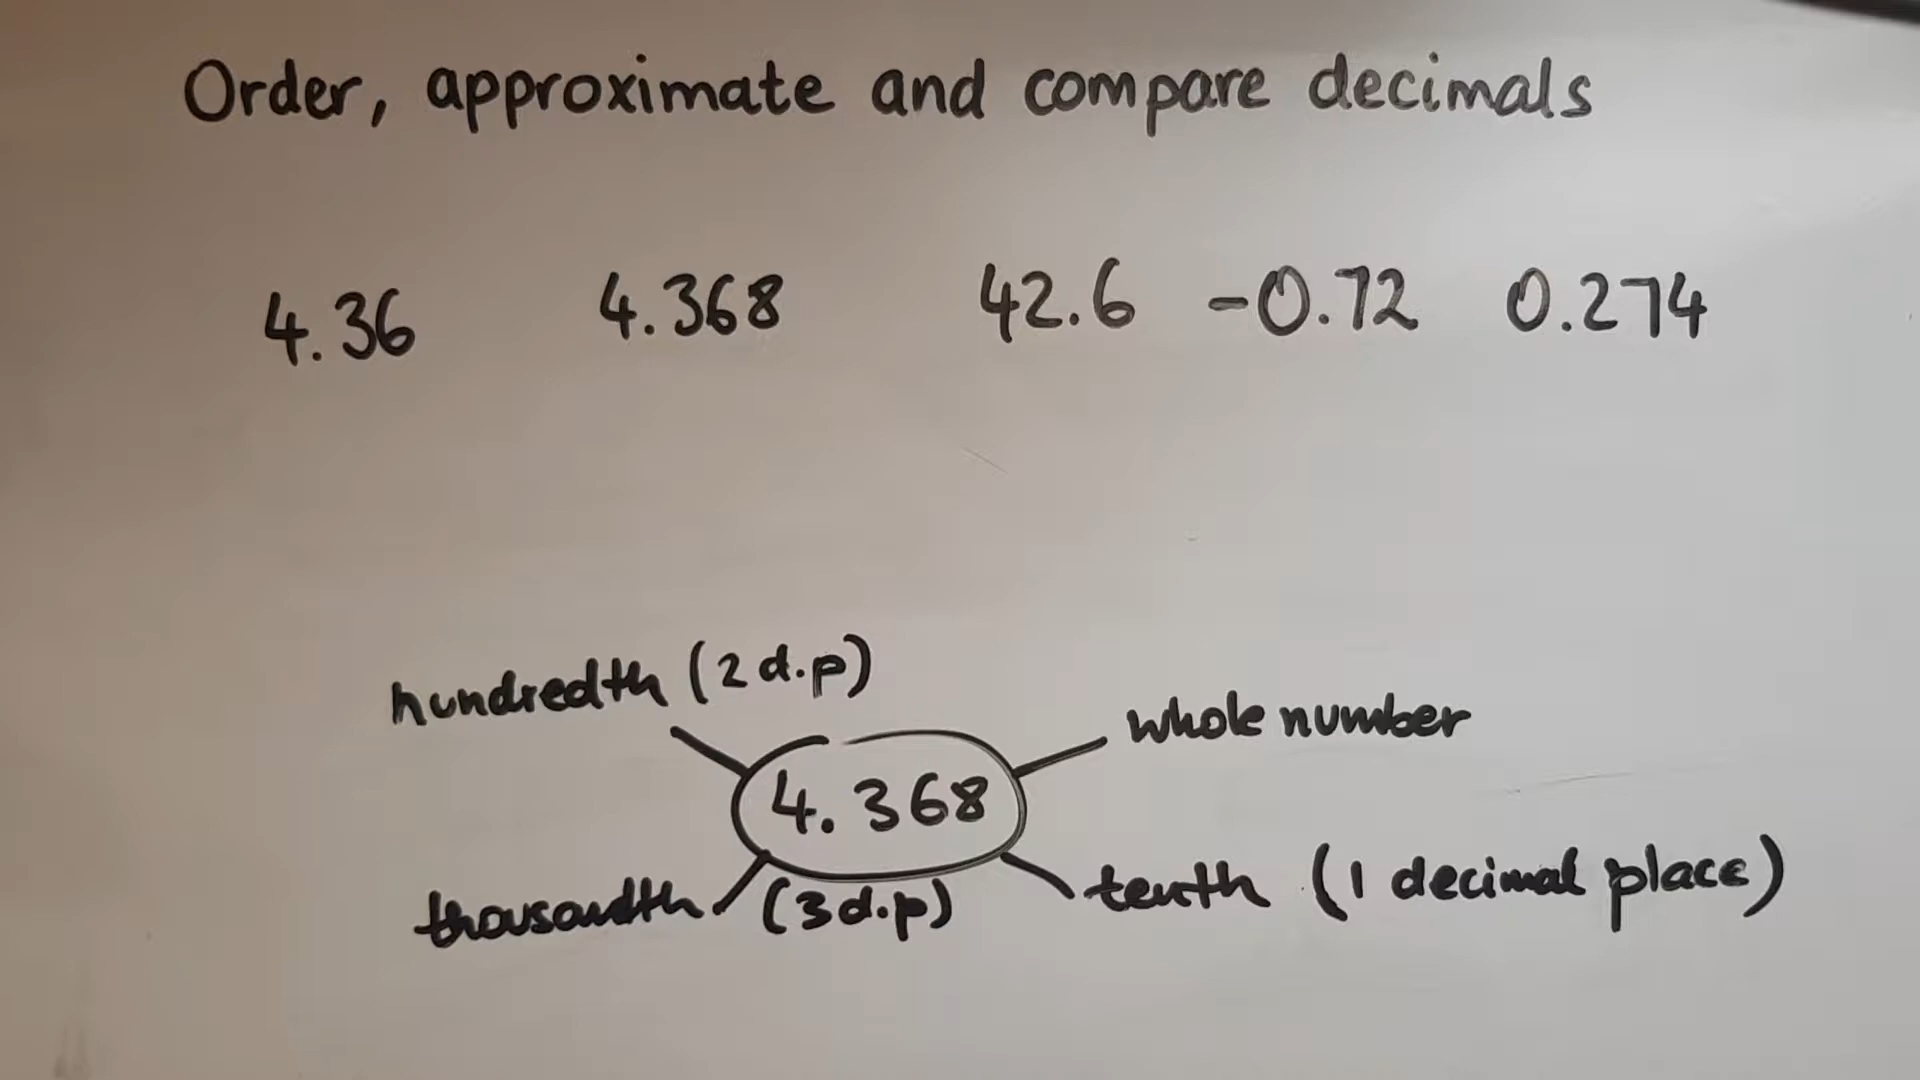 Order, approximate and compare decimals
4.36 4.368 42.6 -0.72 0.274
hundredth (2 d.p)
whole number
4.368
thousandth (3 d.p)
tenth (1 decimal place)